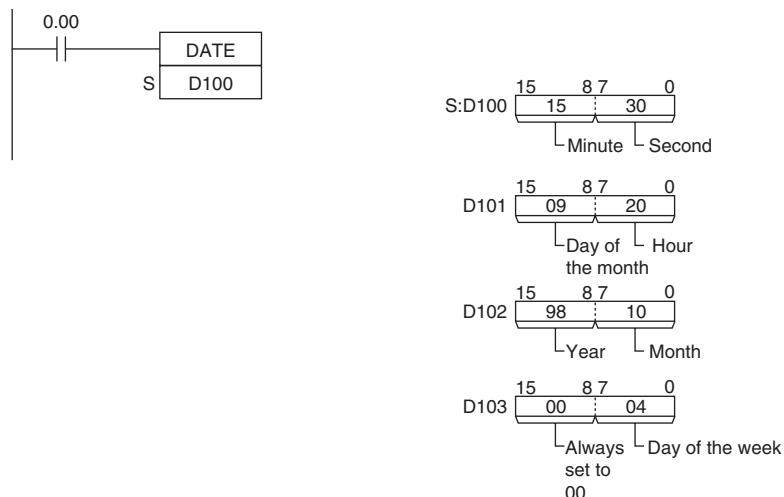 0.00
DATE
S D100
15 8 7 0
S:D100 15 30
Minute Second
15 8 7 0
D101 09 20
Day of the month Hour
15 8 7 0
D102 98 10
Year Month
15 8 7 0
D103 00 04
Always set to 00 Day of the week